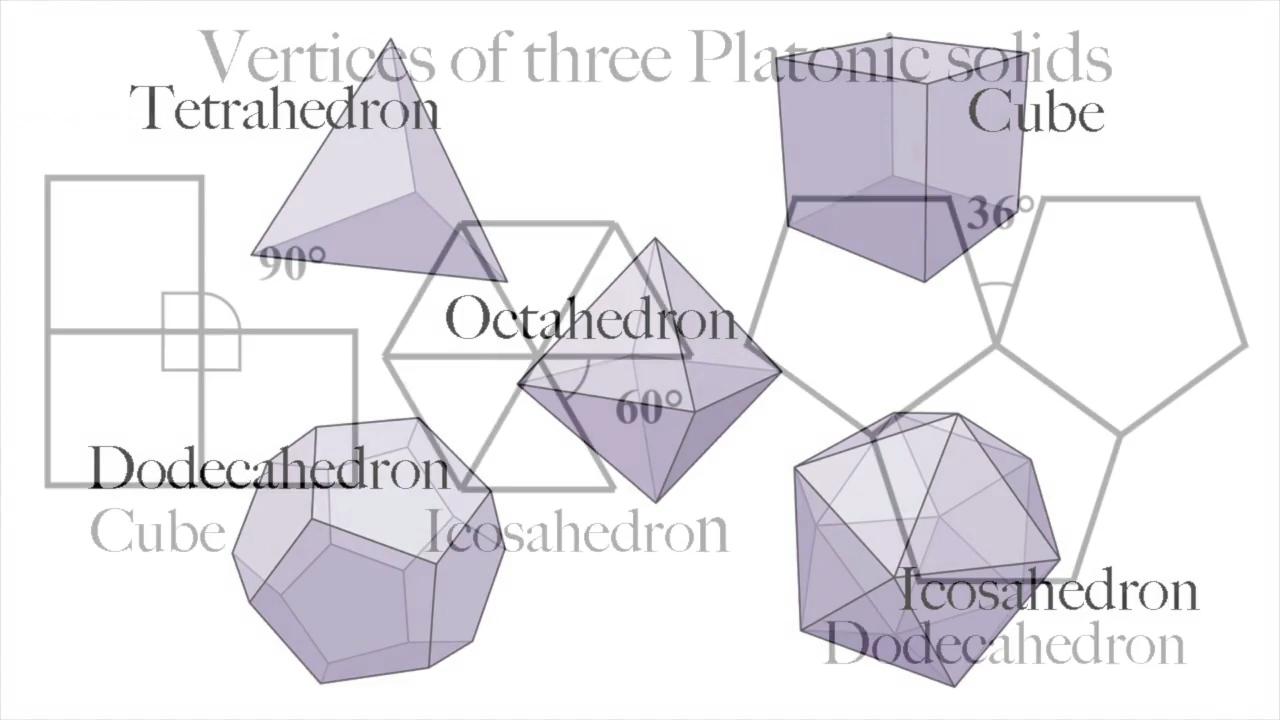 Vertices of three Platonic solids
Tetrahedron
Cube
36°
90°
Octahedron
60°
Dodecahedron
Cube
Icosahedron
Icosahedron
Dodecahedron